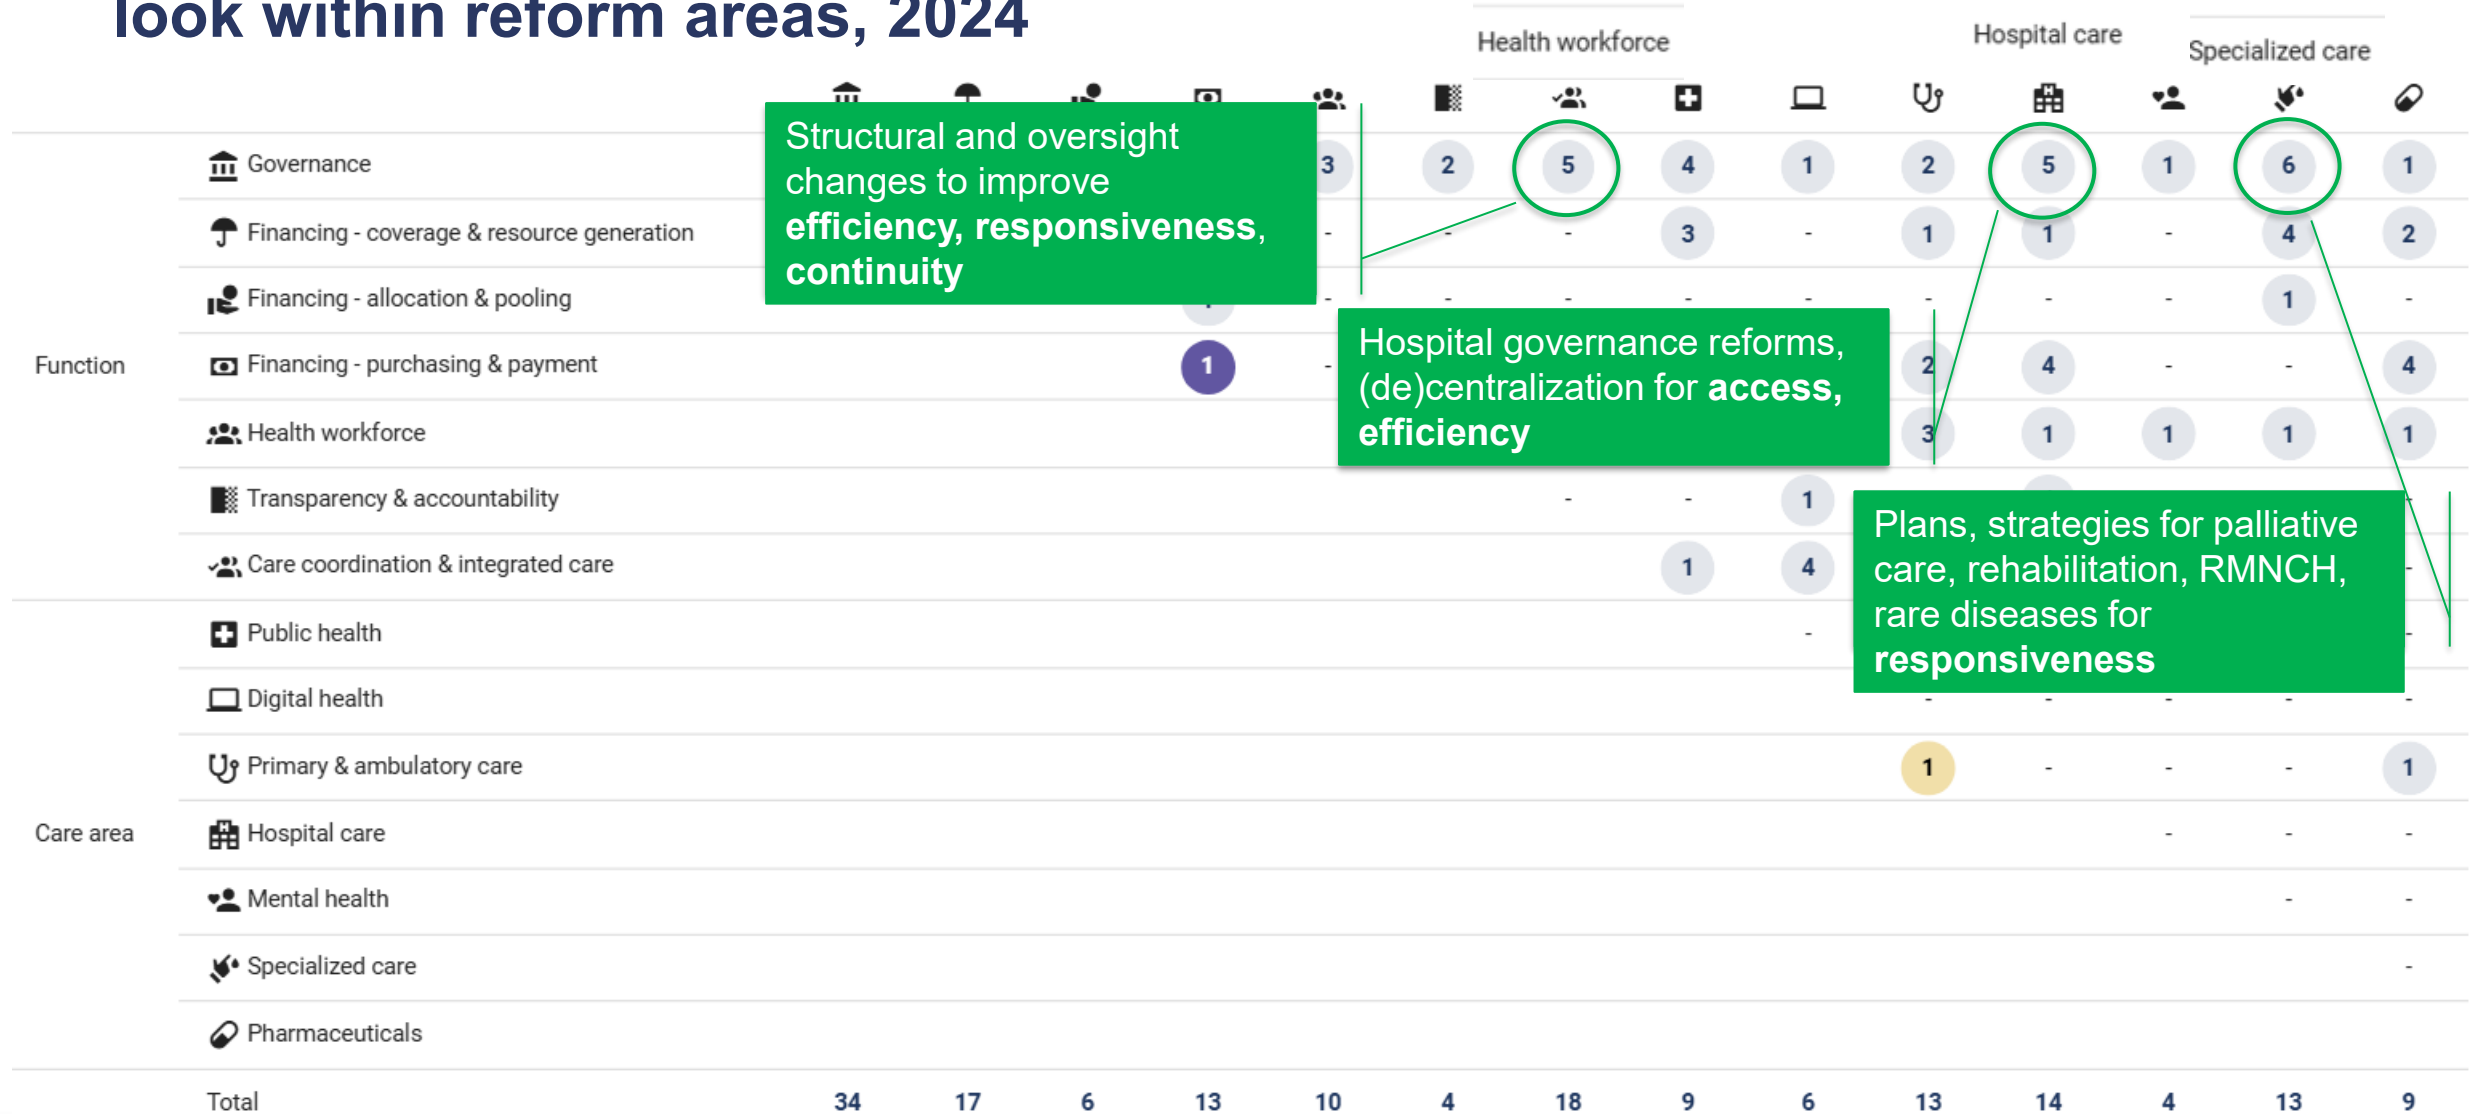 look within reform areas, 2024
Health workforce
Hospital care
Specialized care
Structural and oversight
changes to improve
efficiency, responsiveness,
continuity
Governance 3 2 5 4 1 2 5 1 6 1
Financing - coverage & resource generation - - - 3 - 1 1 - 4 2
Financing - allocation & pooling - - - - - - - - 1 -
Function
Financing - purchasing & payment 1 - 2 4 - - 4
Hospital governance reforms,
(de)centralization for access,
efficiency
Health workforce 3 1 1 1 1
Transparency & accountability - - 1 -
Care coordination & integrated care 1 4 -
Plans, strategies for palliative
care, rehabilitation, RMNCH,
rare diseases for
responsiveness
Public health - -
Digital health - - - - -
Primary & ambulatory care 1 - - - 1
Care area
Hospital care - - -
Mental health - -
Specialized care -
Pharmaceuticals
Total 34 17 6 13 10 4 18 9 6 13 14 4 13 9